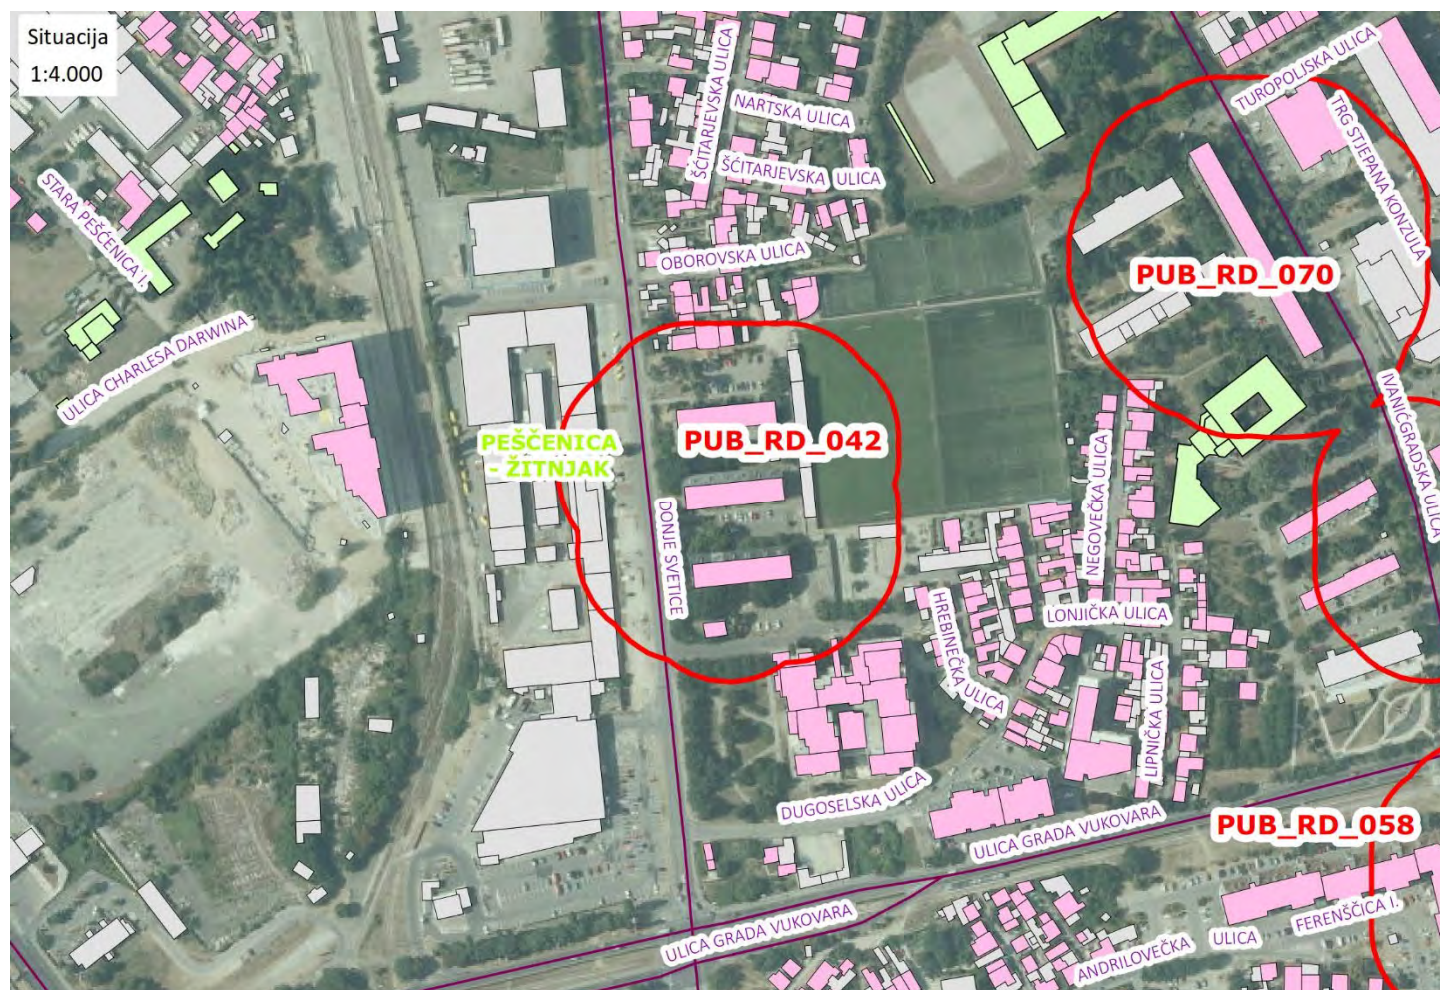 Situacija
1:4.000
ŠĆITARJEVSKA ULICA
NARTSKA ULICA
ŠĆITARJEVSKA ULICA
TUROPOLJSKA ULICA
TRG STJEPANA KONZULA
STARA PEŠĆENICA I.
OBOROVSKA ULICA
PUB_RD_070
ULICA CHARLESA DARWINA
PEŠČENICA
- ŽITNJAK
PUB_RD_042
IVANIĆGRADSKA ULICA
DONJE SVETICE
NEGOVEČKA ULICA
HREBINEČKA ULICA
LONJIČKA ULICA
LIPNIČKA ULICA
DUGOSELSKA ULICA
ULICA GRADA VUKOVARA
PUB_RD_058
ULICA GRADA VUKOVARA
FERENŠČICA I.
ANDRILOVEČKA ULICA